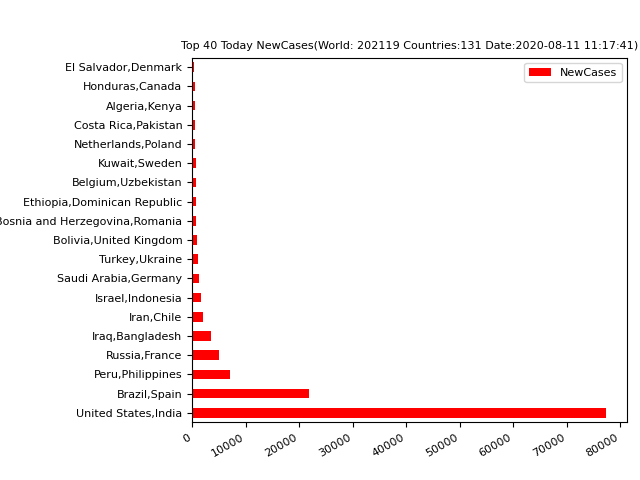 Top 40 Today NewCases(World: 202119 Countries:131 Date:2020-08-11 11:17:41)
NewCases
El Salvador,Denmark
Honduras,Canada
Algeria,Kenya
Costa Rica,Pakistan
Netherlands,Poland
Kuwait,Sweden
Belgium,Uzbekistan
Ethiopia,Dominican Republic
Bosnia and Herzegovina,Romania
Bolivia,United Kingdom
Turkey,Ukraine
Saudi Arabia,Germany
Israel,Indonesia
Iran,Chile
Iraq,Bangladesh
Russia,France
Peru,Philippines
Brazil,Spain
United States,India
0 10000 20000 30000 40000 50000 60000 70000 80000